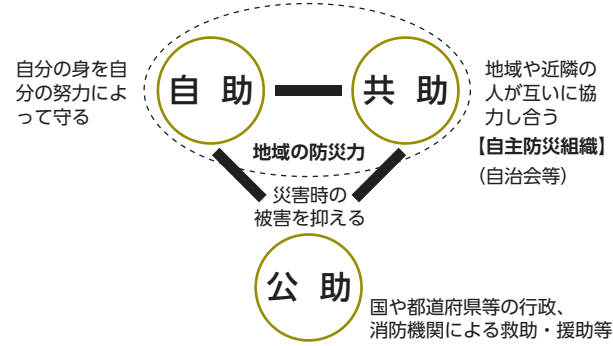 自分の身を自
分の努力によ
って守る
自助
共助
地域や近隣の
人が互いに協
力し合う
【自主防災組織】
(自治会等)
地域の防災力
災害時の
被害を抑える
公助
国や都道府県等の行政、
消防機関による救助・援助等